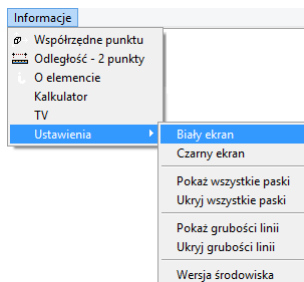 Informacje
Współrzędne punktu
Odległość - 2 punkty
O elemencie
Kalkulator
TV
Ustawienia
Biały ekran
Czarny ekran
Pokaż wszystkie paski
Ukryj wszystkie paski
Pokaż grubości linii
Ukryj grubości linii
Wersja środowiska